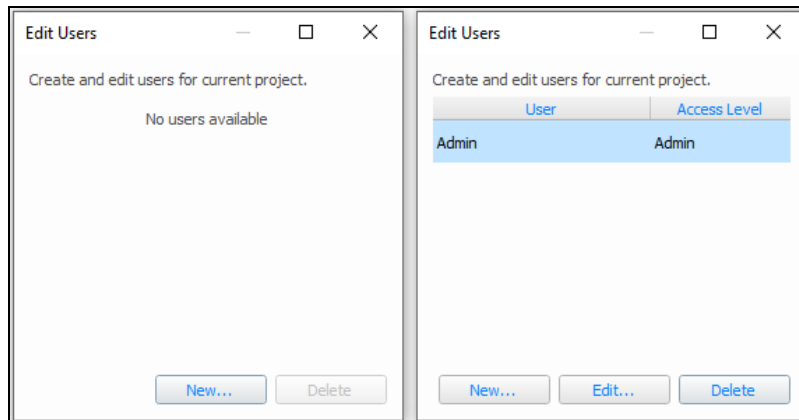 Edit Users
Create and edit users for current project.
No users available
New...
Delete
Edit Users
Create and edit users for current project.
User Access Level
Admin Admin
New... Edit... Delete